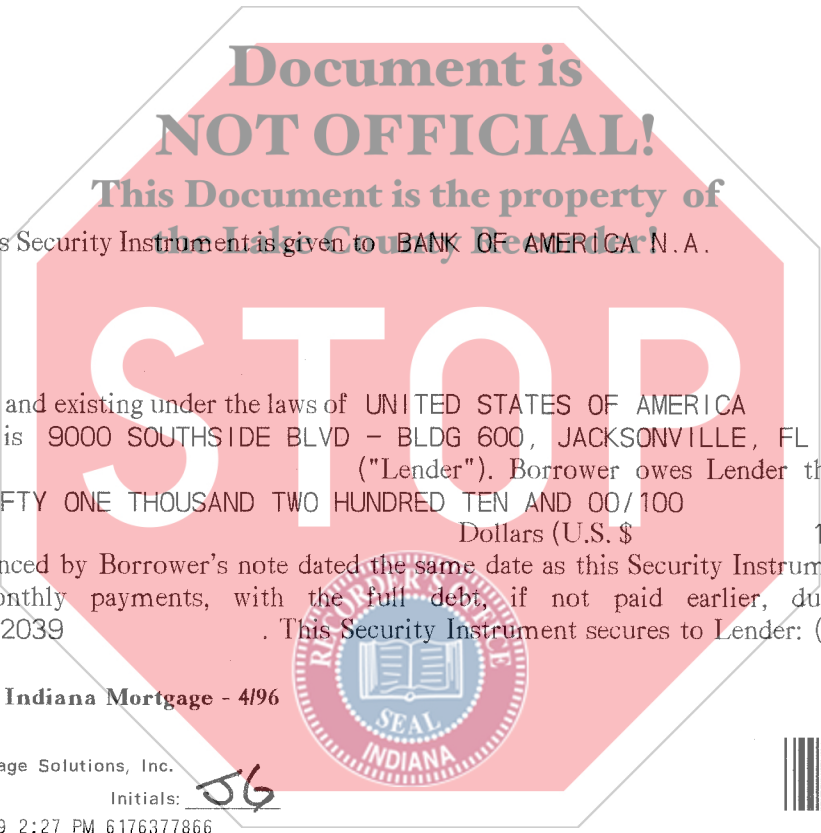 Document is
NOT OFFICIAL!
This Document is the property of
the Lake County Recorder!
s Security Instrument is given to BANK OF AMERICA N.A.
STOP
and existing under the laws of UNITED STATES OF AMERICA
is 9000 SOUTHSIDE BLVD - BLDG 600, JACKSONVILLE, FL
("Lender"). Borrower owes Lender th
FTY ONE THOUSAND TWO HUNDRED TEN AND 00/100
Dollars (U.S. $ 1
nced by Borrower's note dated the same date as this Security Instrum
onthly payments, with the full debt, if not paid earlier, du
2039 . This Security Instrument secures to Lender: (
RECORDER'S OFFICE
SEAL
INDIANA
Indiana Mortgage - 4/96
age Solutions, Inc.
Initials: JG
9 2:27 PM 6176377866